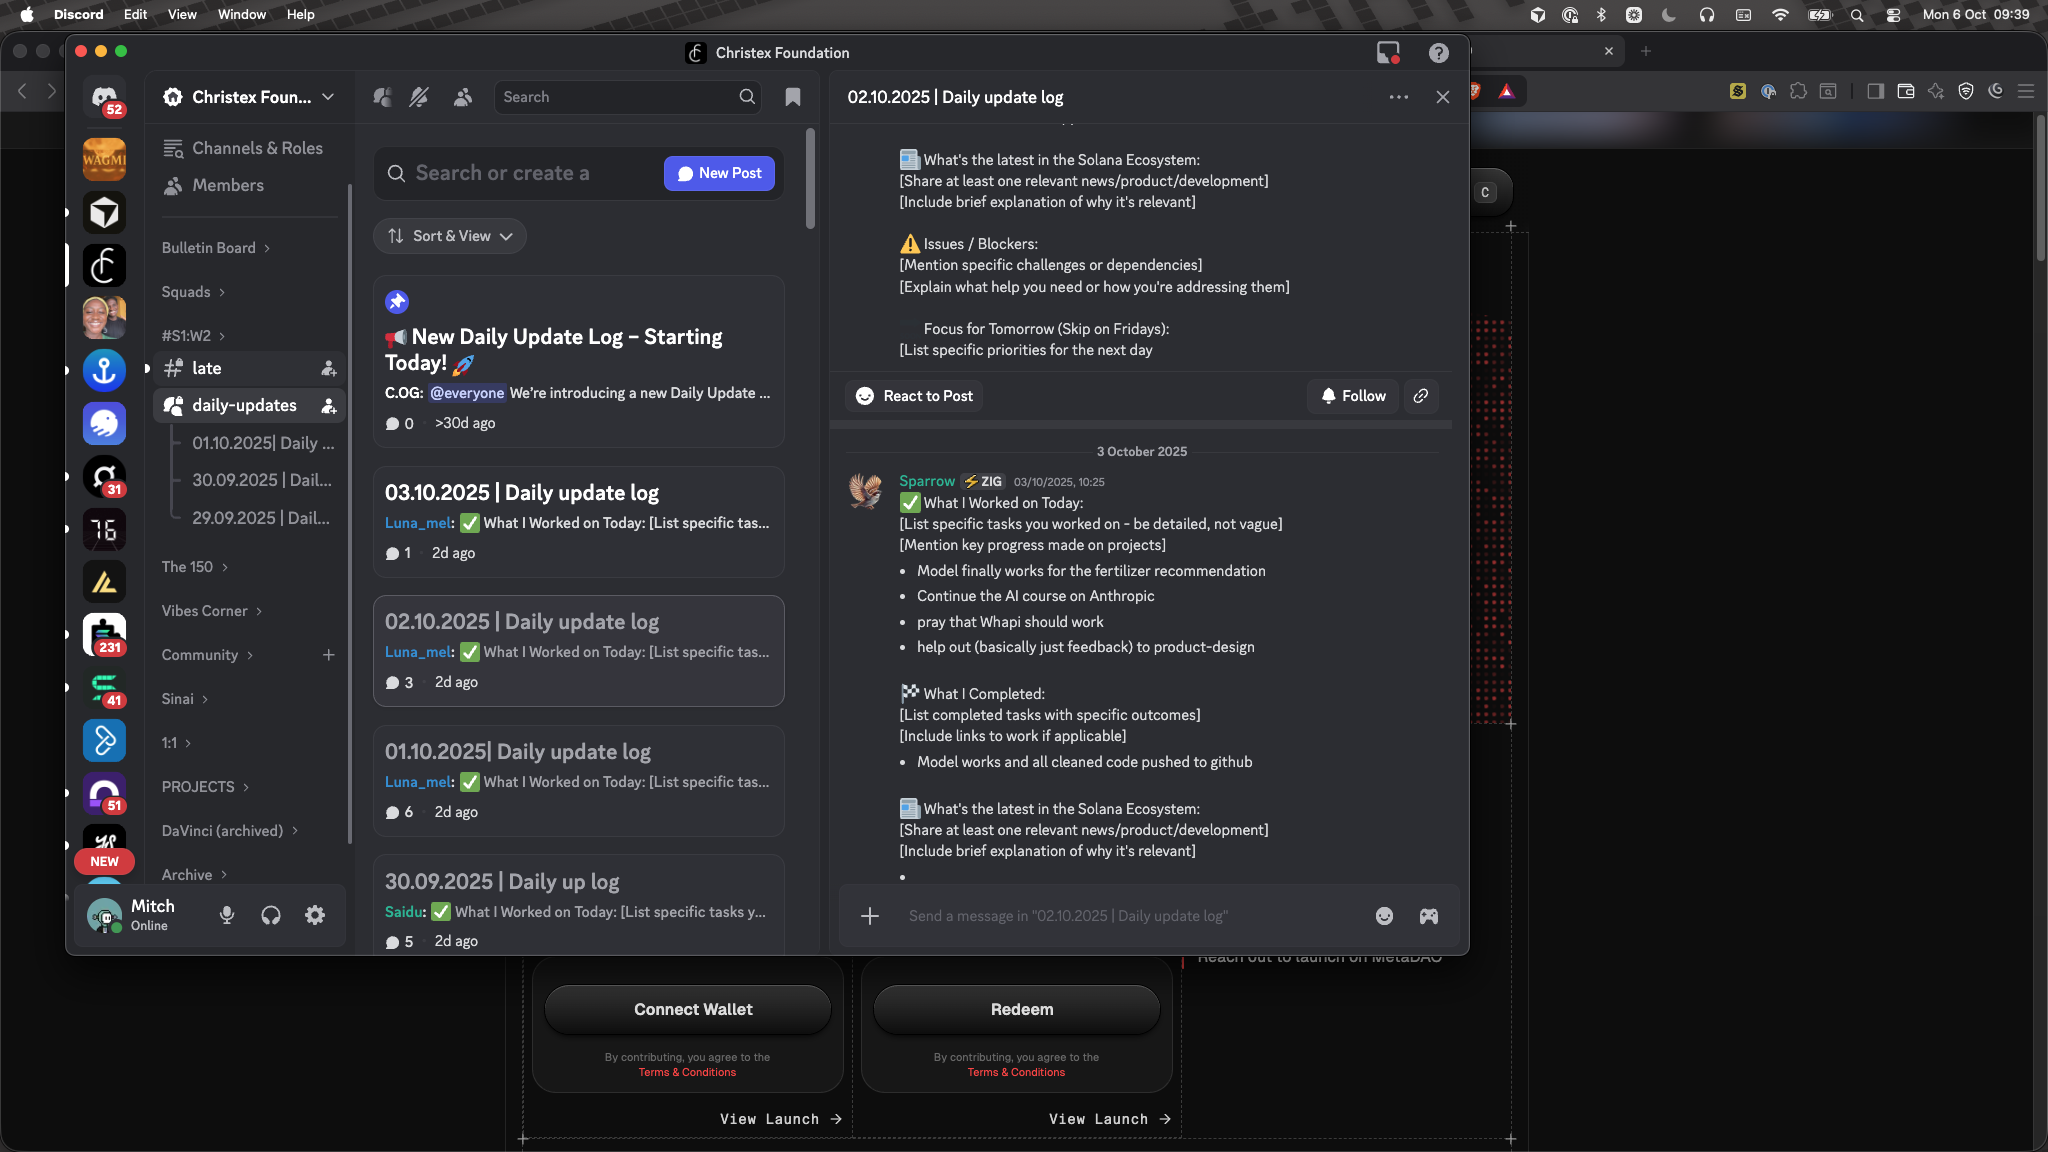 Discord Edit View Window Help
Mon 6 Oct 09:39
Christex Foundation
52
WAGMI
31
76
231
41
51
NEW
Christex Foun...
Channels & Roles
Members
Bulletin Board
Squads
#S1:W2
late
daily-updates
01.10.2025| Daily ...
30.09.2025 | Dail...
29.09.2025 | Dail...
The 150
Vibes Corner
Community
Sinai
1:1
PROJECTS
DaVinci (archived)
Archive
Mitch
Online
Search
Search or create a
New Post
Sort & View
📢 New Daily Update Log – Starting
Today! 🚀
C.OG: @everyone We're introducing a new Daily Update ...
0 >30d ago
03.10.2025 | Daily update log
Luna_mel: ✅ What I Worked on Today: [List specific tas...
1 2d ago
02.10.2025 | Daily update log
Luna_mel: ✅ What I Worked on Today: [List specific tas...
3 2d ago
01.10.2025| Daily update log
Luna_mel: ✅ What I Worked on Today: [List specific tas...
6 2d ago
30.09.2025 | Daily up log
Saidu: ✅ What I Worked on Today: [List specific tasks y...
5 2d ago
02.10.2025 | Daily update log
📰 What's the latest in the Solana Ecosystem:
[Share at least one relevant news/product/development]
[Include brief explanation of why it's relevant]
⚠️ Issues / Blockers:
[Mention specific challenges or dependencies]
[Explain what help you need or how you're addressing them]
Focus for Tomorrow (Skip on Fridays):
[List specific priorities for the next day
React to Post
Follow
3 October 2025
Sparrow ⚡ ZIG 03/10/2025, 10:25
✅ What I Worked on Today:
[List specific tasks you worked on - be detailed, not vague]
[Mention key progress made on projects]
• Model finally works for the fertilizer recommendation
• Continue the AI course on Anthropic
• pray that Whapi should work
• help out (basically just feedback) to product-design
🏁 What I Completed:
[List completed tasks with specific outcomes]
[Include links to work if applicable]
• Model works and all cleaned code pushed to github
📰 What's the latest in the Solana Ecosystem:
[Share at least one relevant news/product/development]
[Include brief explanation of why it's relevant]
•
Send a message in "02.10.2025 | Daily update log"
C
Reach out to launch on MetaDAO
Connect Wallet
By contributing, you agree to the
Terms & Conditions
View Launch →
Redeem
By contributing, you agree to the
Terms & Conditions
View Launch →